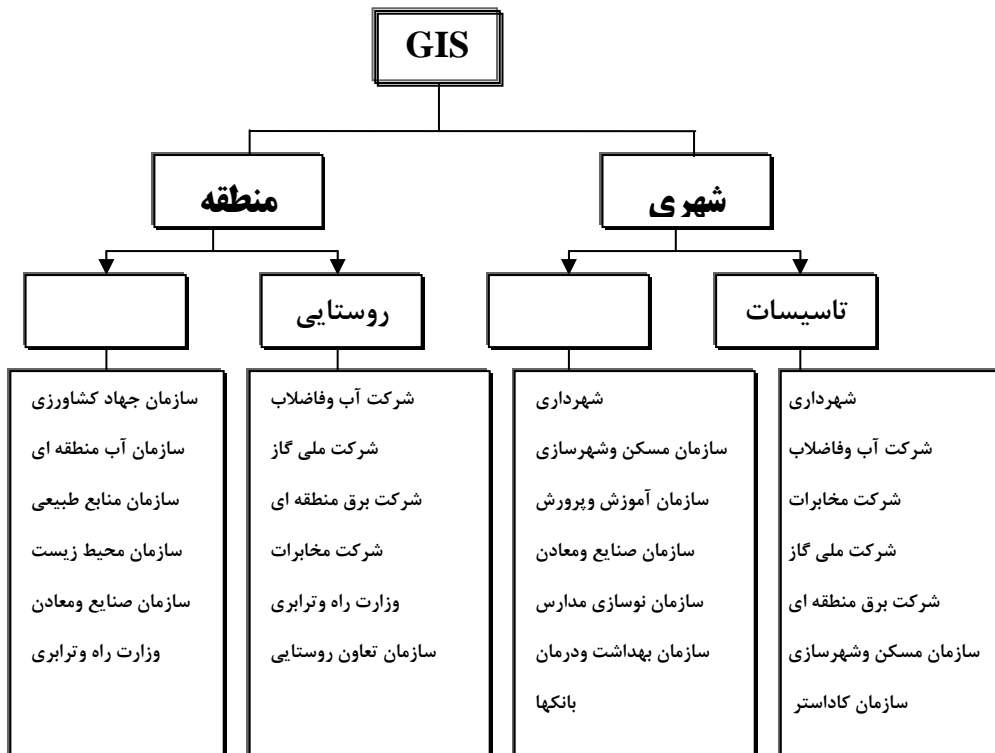 GIS
شهری
منطقه
تاسیسات
روستایی
شهرداری
شرکت آب وفاضلاب
شرکت مخابرات
شرکت ملی گاز
شرکت برق منطقه ای
سازمان مسکن وشهرسازی
سازمان کاداستر
شهرداری
سازمان مسکن وشهرسازی
سازمان آموزش وپرورش
سازمان صنایع ومعادن
سازمان نوسازی مدارس
سازمان بهداشت ودرمان
بانکها
شرکت آب وفاضلاب
شرکت ملی گاز
شرکت برق منطقه ای
شرکت مخابرات
وزارت راه وترابری
سازمان تعاون روستایی
سازمان جهاد کشاورزی
سازمان آب منطقه ای
سازمان منابع طبیعی
سازمان محیط زیست
سازمان صنایع ومعادن
وزارت راه وترابری